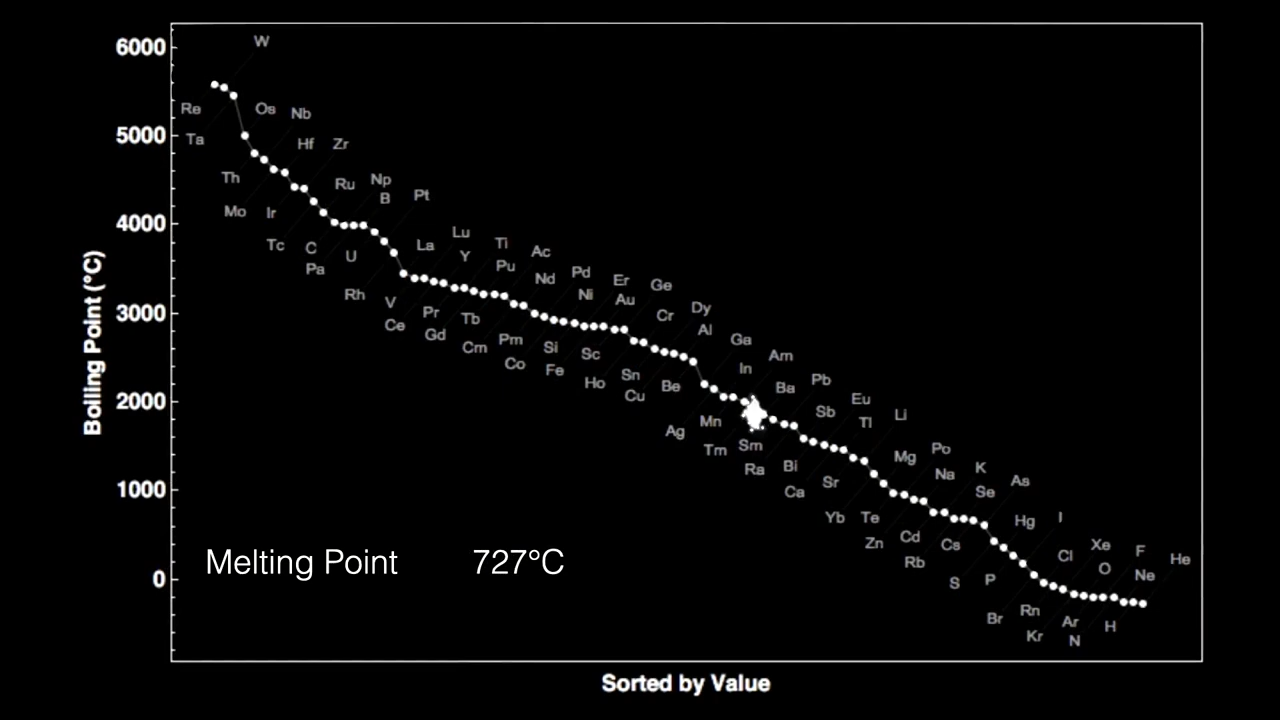 6000
W
Re
Os
Nb
5000
Ta
Hf
Zr
Th
Ru
Np
B
Pt
Mo
Ir
4000
Tc
C
U
La
Lu
Ti
Ac
Pa
Y
Pu
Nd
Pd
Er
Ge
Rh
V
Ni
Au
3000
Ce
Pr
Tb
Cr
Dy
Gd
Cm
Pm
Si
Sc
Al
Ga
Co
Fe
Ho
Sn
Be
In
Am
Cu
Ba
Pb
2000
Ag
Mn
Sb
Eu
Tm
Sm
Tl
Li
Ra
Bi
Sr
Mg
Po
1000
Ca
Na
K
Yb
Te
Se
As
Zn
Cd
Cs
Hg
I
Rb
Cl
Xe
F
He
0
S
P
O
Ne
Br
Rn
Ar
H
Kr
N
Boiling Point (°C)
Melting Point 727°C
Sorted by Value